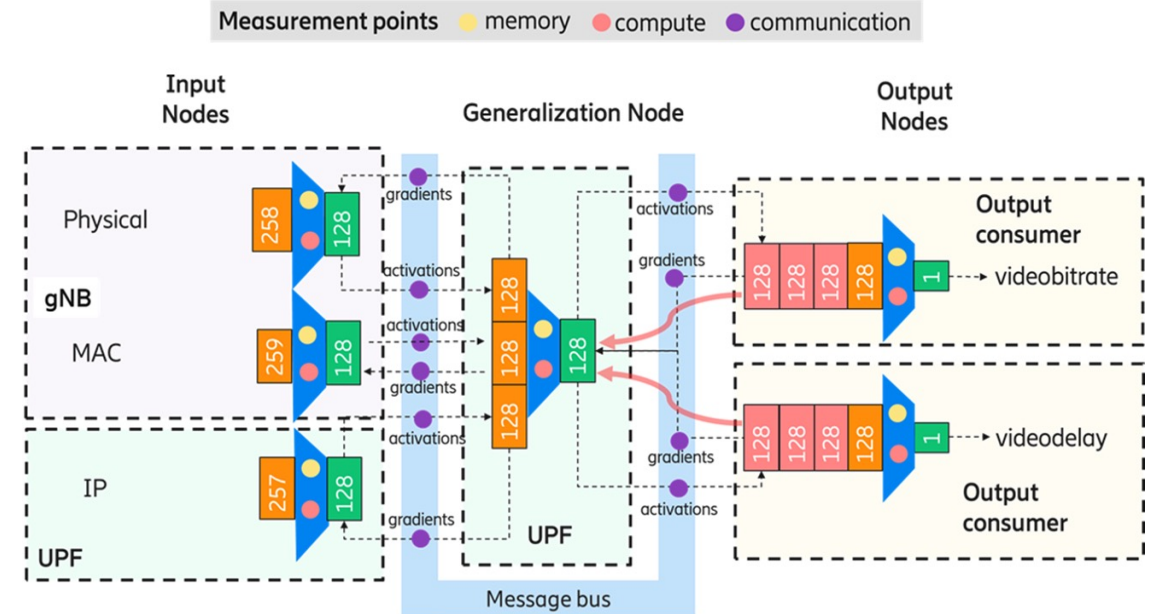 Measurement points memory compute communication
Input
Nodes
Generalization Node
Output
Nodes
Physical
258
128
gNB
MAC
259
128
IP
257
128
UPF
gradients
activations
activations
gradients
activations
gradients
128
128
128
128
UPF
activations
gradients
gradients
activations
Message bus
Output
consumer
128 128 128 128 1 videobitrate
128 128 128 128 1 videodelay
Output
consumer